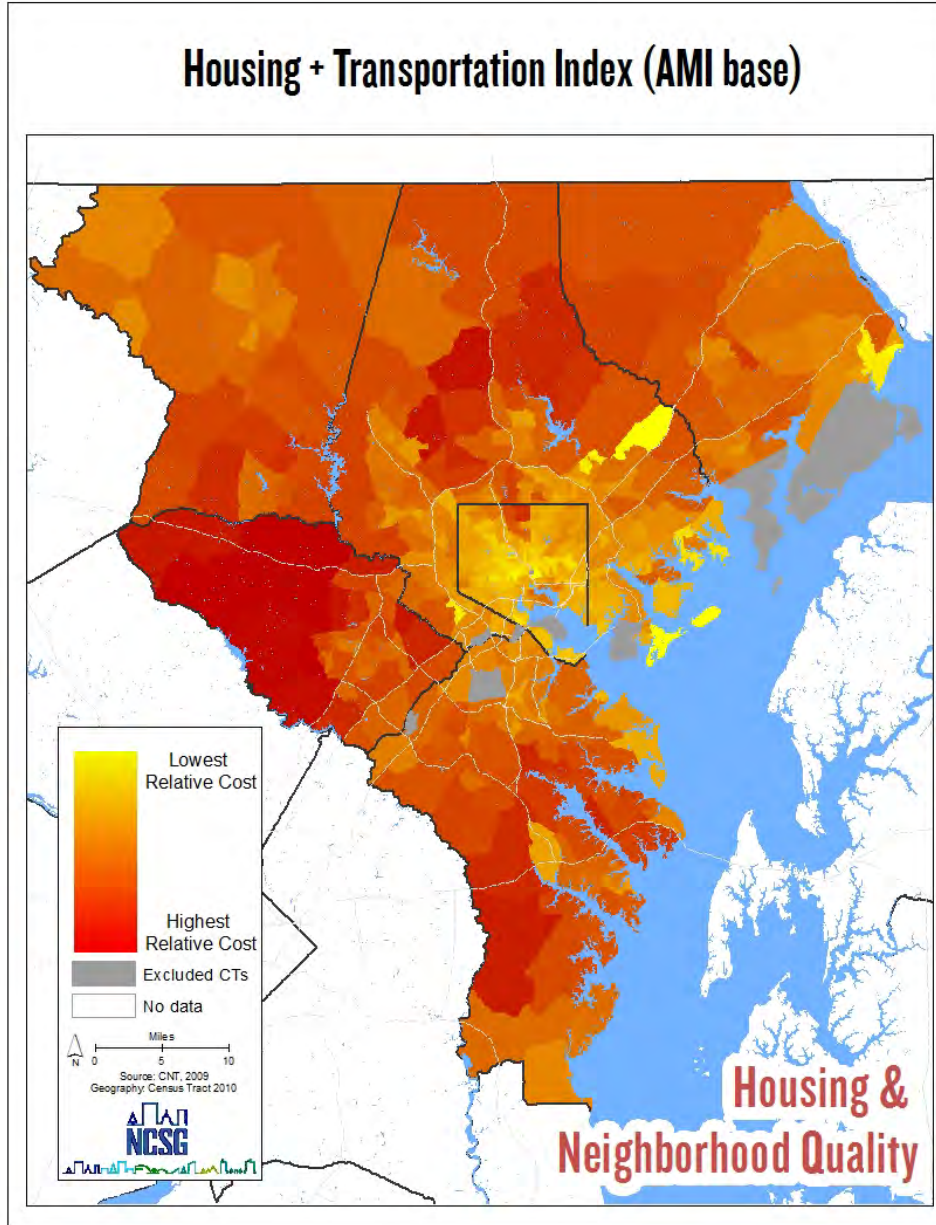 Housing + Transportation Index (AMI base)
Lowest
Relative Cost
Highest
Relative Cost
Excluded CTs
No data
Miles
N
0 5 10
Source: CNT, 2009
Geography: Census Tract 2010
NCSG
Housing &
Neighborhood Quality